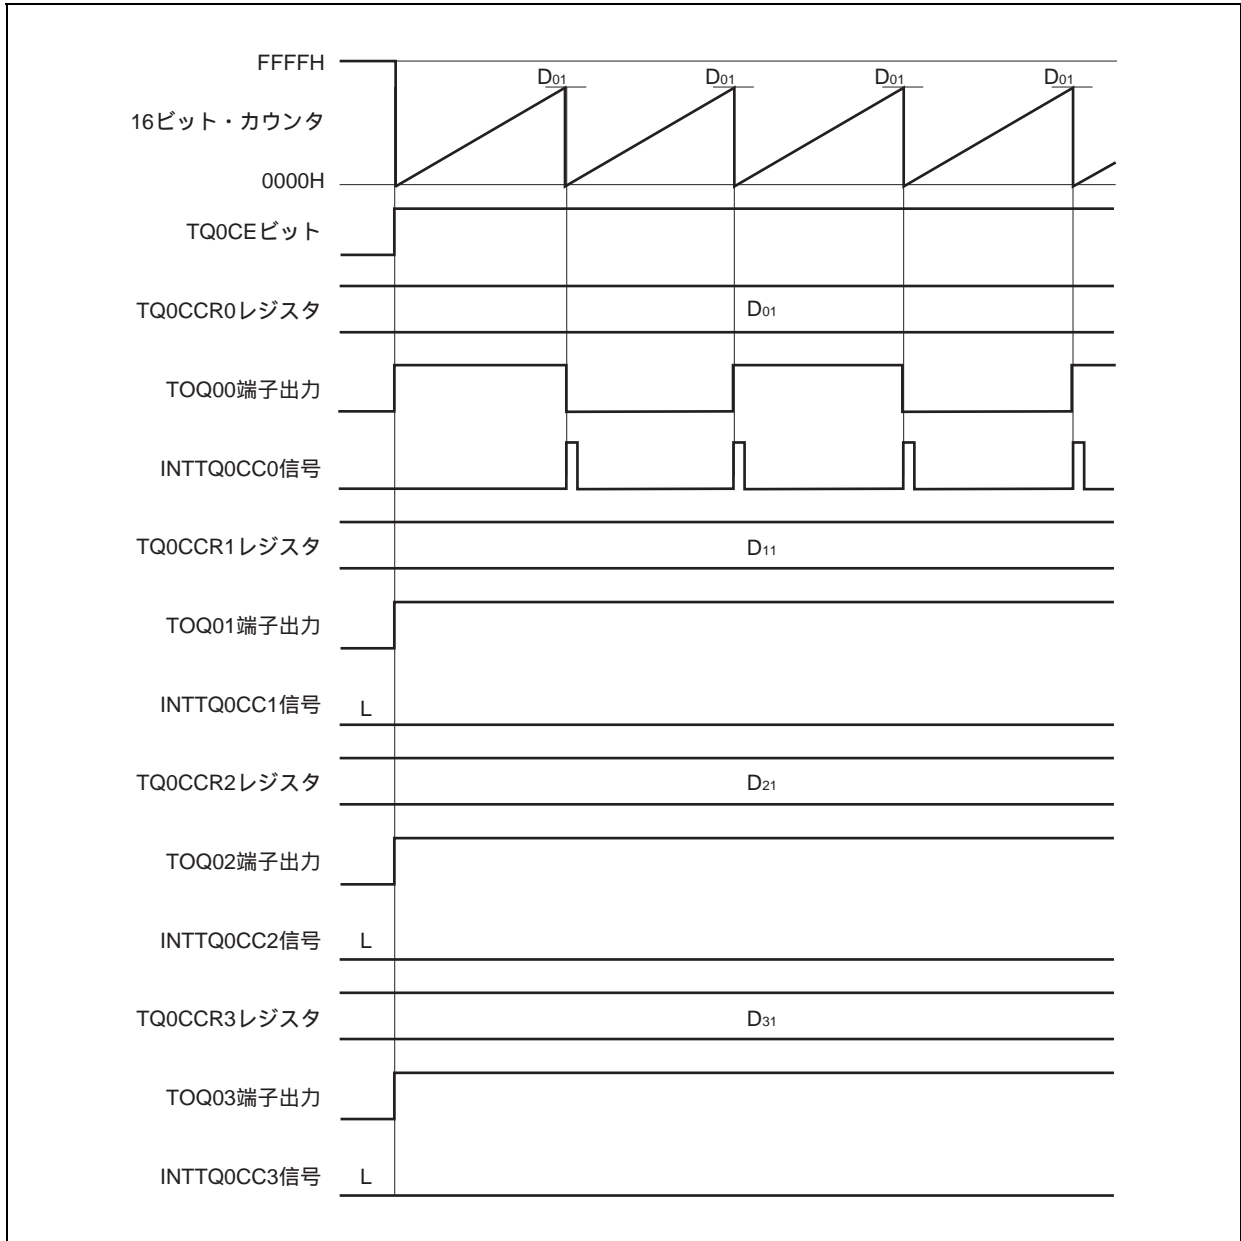 FFFFH
D01 D01 D01 D01
16ビット・カウンタ
0000H
TQ0CEビット
TQ0CCR0レジスタ D01
TOQ00端子出力
INTTQ0CC0信号
TQ0CCR1レジスタ D11
TOQ01端子出力
INTTQ0CC1信号 L
TQ0CCR2レジスタ D21
TOQ02端子出力
INTTQ0CC2信号 L
TQ0CCR3レジスタ D31
TOQ03端子出力
INTTQ0CC3信号 L